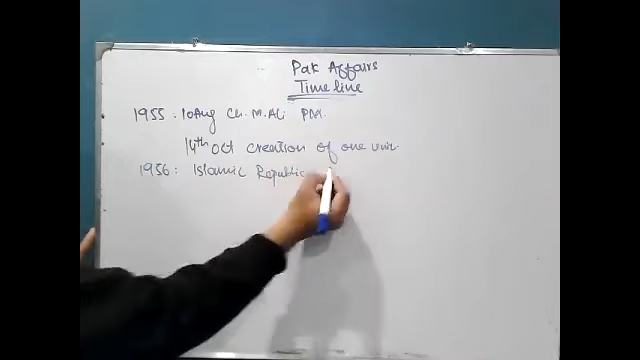 Pak Affairs
Time line
1955: 10 Aug Ch. M. Ali PM.
14th Oct creation of one unit.
1956: Islamic Republic